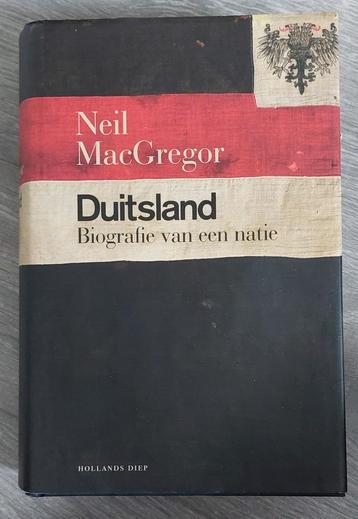 Neil
MacGregor
Duitsland
Biografie van een natie
HOLLANDS DIEP